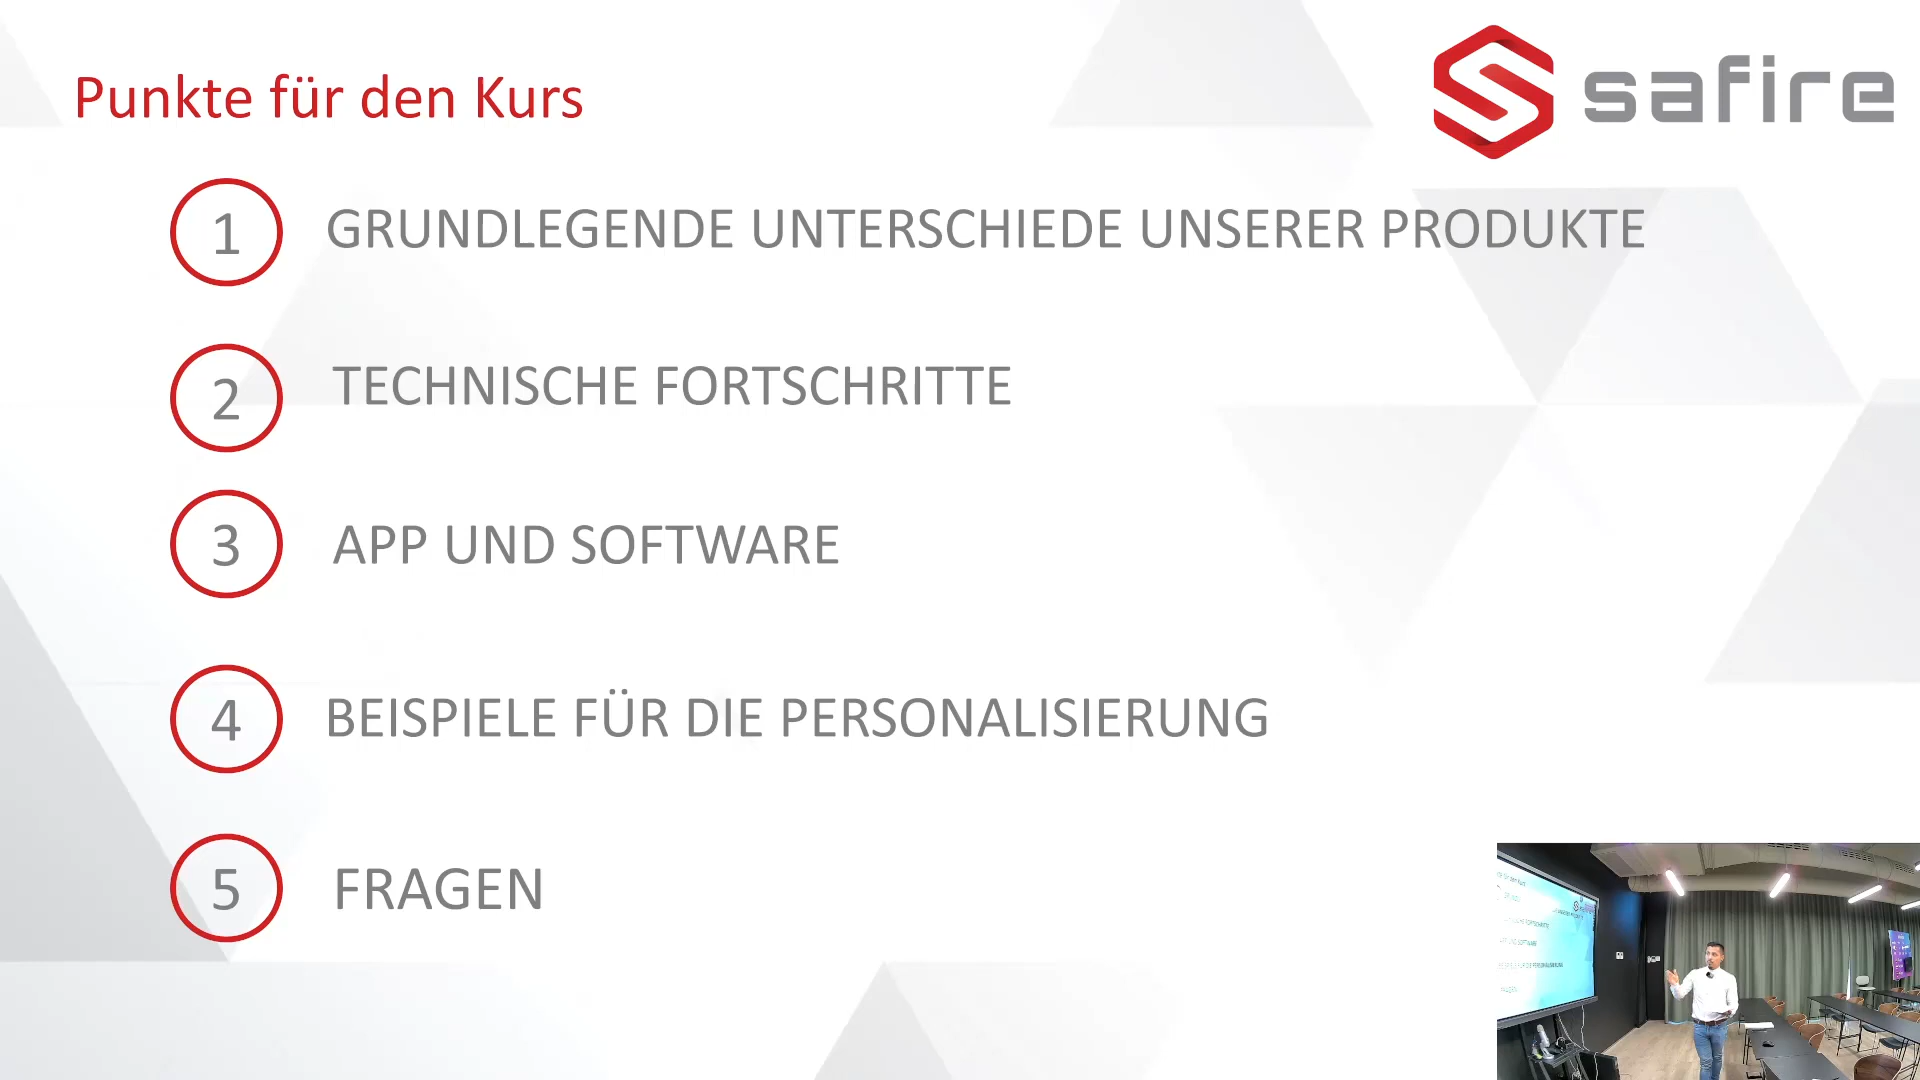 Punkte für den Kurs
safire
1 GRUNDLEGENDE UNTERSCHIEDE UNSERER PRODUKTE
2 TECHNISCHE FORTSCHRITTE
3 APP UND SOFTWARE
4 BEISPIELE FÜR DIE PERSONALISIERUNG
5 FRAGEN